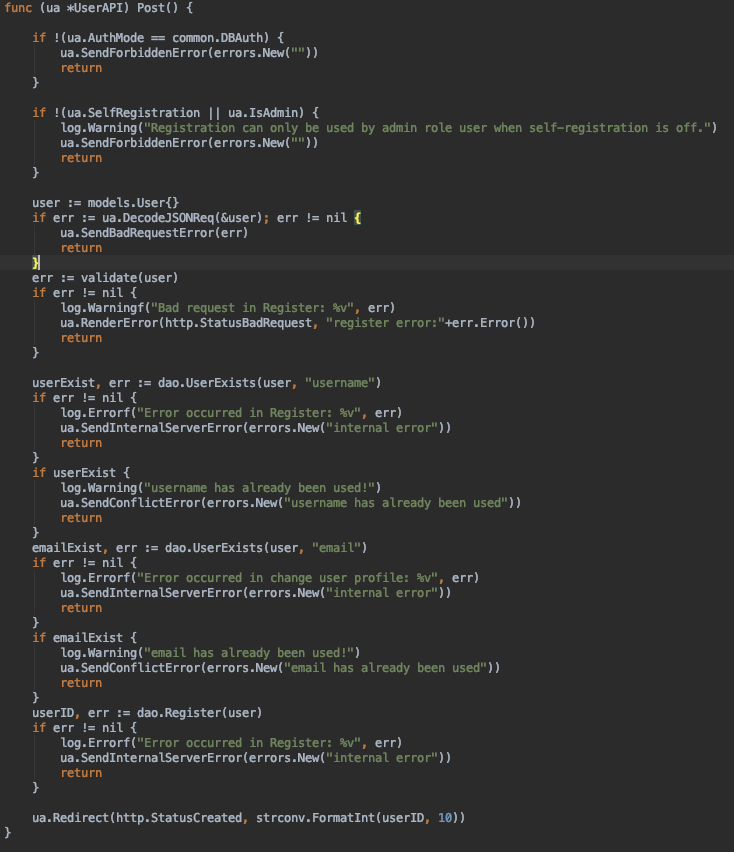 func (ua *UserAPI) Post() {
if !(ua.AuthMode == common.DBAuth) {
ua.SendForbiddenError(errors.New(""))
return
}
if !(ua.SelfRegistration || ua.IsAdmin) {
log.Warning("Registration can only be used by admin role user when self-registration is off.")
ua.SendForbiddenError(errors.New(""))
return
}
user := models.User{}
if err := ua.DecodeJSONReq(&user); err != nil {
ua.SendBadRequestError(err)
return
}
err := validate(user)
if err != nil {
log.Warningf("Bad request in Register: %v", err)
ua.RenderError(http.StatusBadRequest, "register error:"+err.Error())
return
}
userExist, err := dao.UserExists(user, "username")
if err != nil {
log.Errorf("Error occurred in Register: %v", err)
ua.SendInternalServerError(errors.New("internal error"))
return
}
if userExist {
log.Warning("username has already been used!")
ua.SendConflictError(errors.New("username has already been used"))
return
}
emailExist, err := dao.UserExists(user, "email")
if err != nil {
log.Errorf("Error occurred in change user profile: %v", err)
ua.SendInternalServerError(errors.New("internal error"))
return
}
if emailExist {
log.Warning("email has already been used!")
ua.SendConflictError(errors.New("email has already been used"))
return
}
userID, err := dao.Register(user)
if err != nil {
log.Errorf("Error occurred in Register: %v", err)
ua.SendInternalServerError(errors.New("internal error"))
return
}
ua.Redirect(http.StatusCreated, strconv.FormatInt(userID, 10))
}